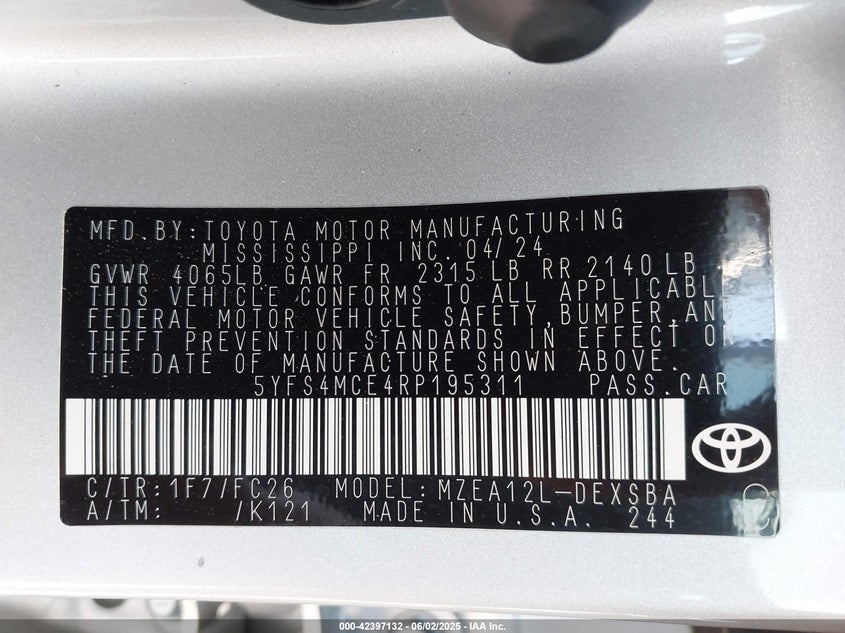 MFD.BY:TOYOTA MOTOR MANUFACTURING
MISSISSIPPI INC. 04/24
GVWR 4065LB GAWR FR 2315LB RR 2140LB
THIS VEHICLE CONFORMS TO ALL APPLICABLE
FEDERAL MOTOR VEHICLE SAFETY,BUMPER,AND
THEFT PREVENTION STANDARDS IN EFFECT ON
THE DATE OF MANUFACTURE SHOWN ABOVE.
5YFS4MCE4RP195311 PASS.CAR
C/TR:1F7/FC26 MODEL:MZEA12L-DEXSBA
A/TM: /K121 MADE IN U.S.A. 244
000-42397132 - 06/02/2025 - IAA Inc.